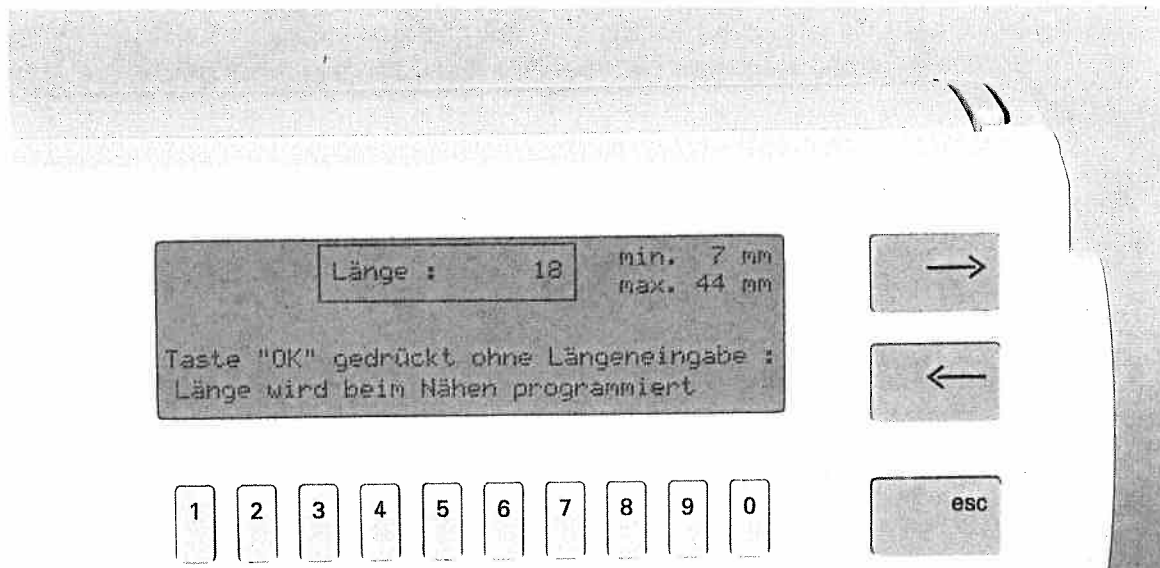 Länge : 18
min. 7 mm
max. 44 mm
Taste "OK" gedrückt ohne Längeneingabe :
Länge wird beim Nähen programmiert
1 2 3 4 5 6 7 8 9 0
esc